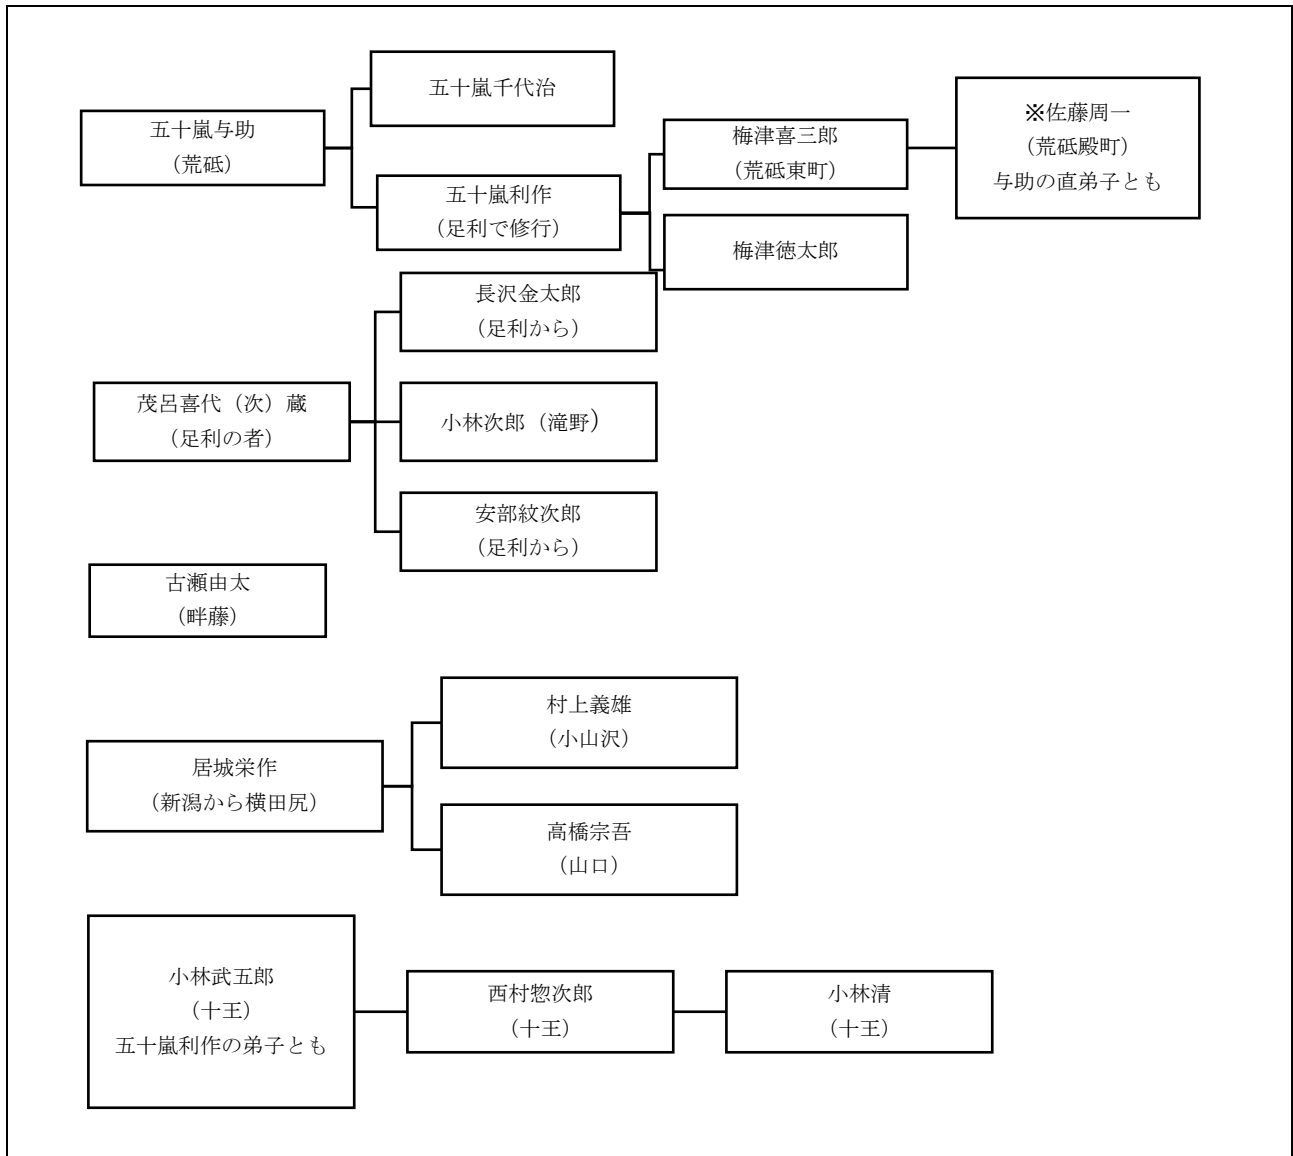 五十嵐与助
(荒砥)
五十嵐千代治
五十嵐利作
(足利で修行)
梅津喜三郎
(荒砥東町)
梅津徳太郎
※佐藤周一
(荒砥殿町)
与助の直弟子とも
茂呂喜代（次）蔵
（足利の者）
長沢金太郎
（足利から）
小林次郎（滝野）
安部紋次郎
（足利から）
古瀬由太
（畔藤）
居城栄作
（新潟から横田尻）
村上義雄
（小山沢）
高橋宗吾
（山口）
小林武五郎
（十王）
五十嵐利作の弟子とも
西村惣次郎
（十王）
小林清
（十王）